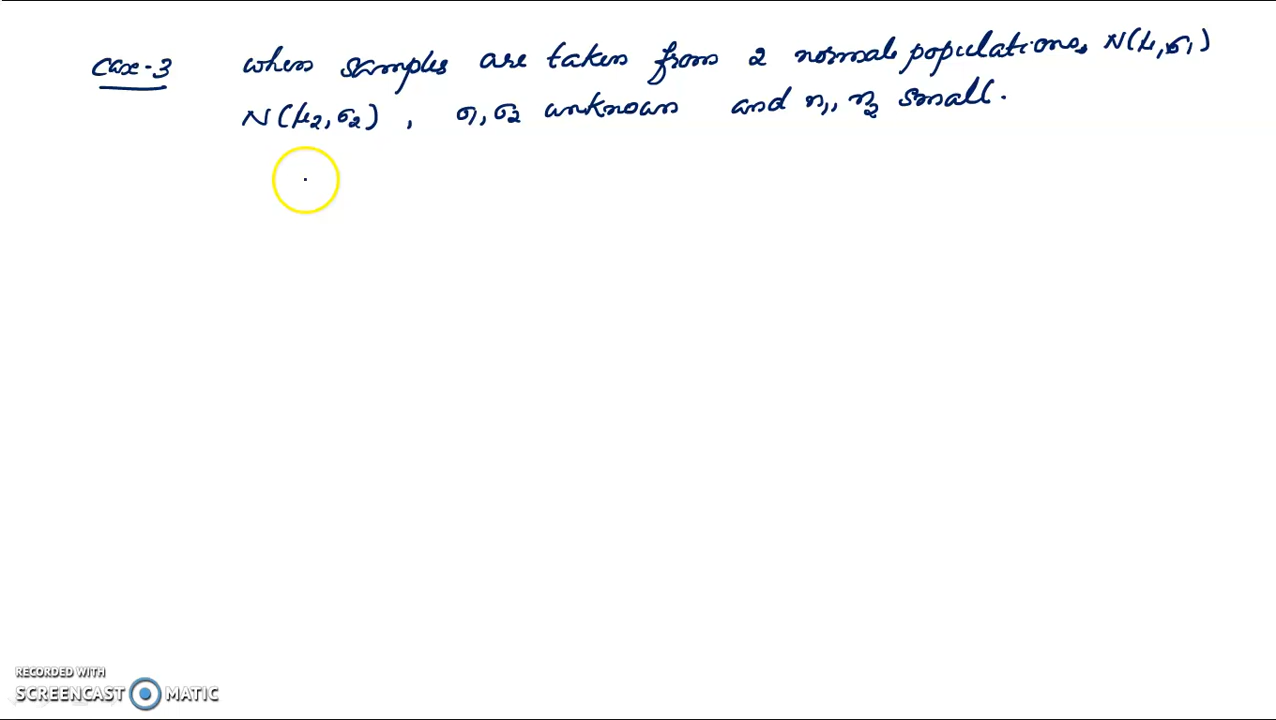 Case-3 when samples are taken from 2 normal populations N(μ, σ1)
N(μ2, σ2) , σ1, σ2 unknown and n1, n2 small.
RECORDED WITH
SCREENCAST MATIC